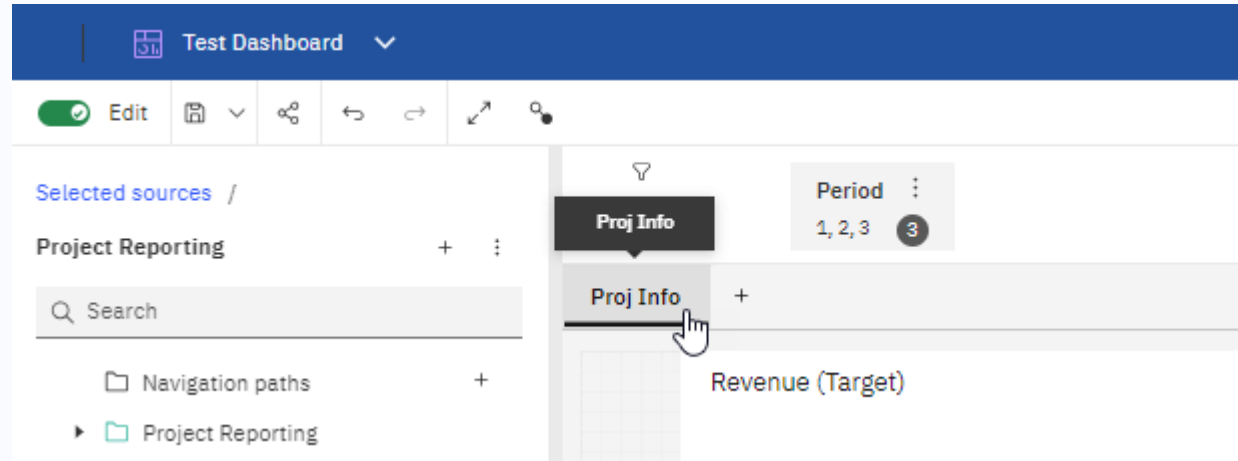 Test Dashboard
Edit
Selected sources /
Project Reporting
Search
Navigation paths
Project Reporting
Period
1, 2, 3 3
Proj Info
Proj Info
Revenue (Target)